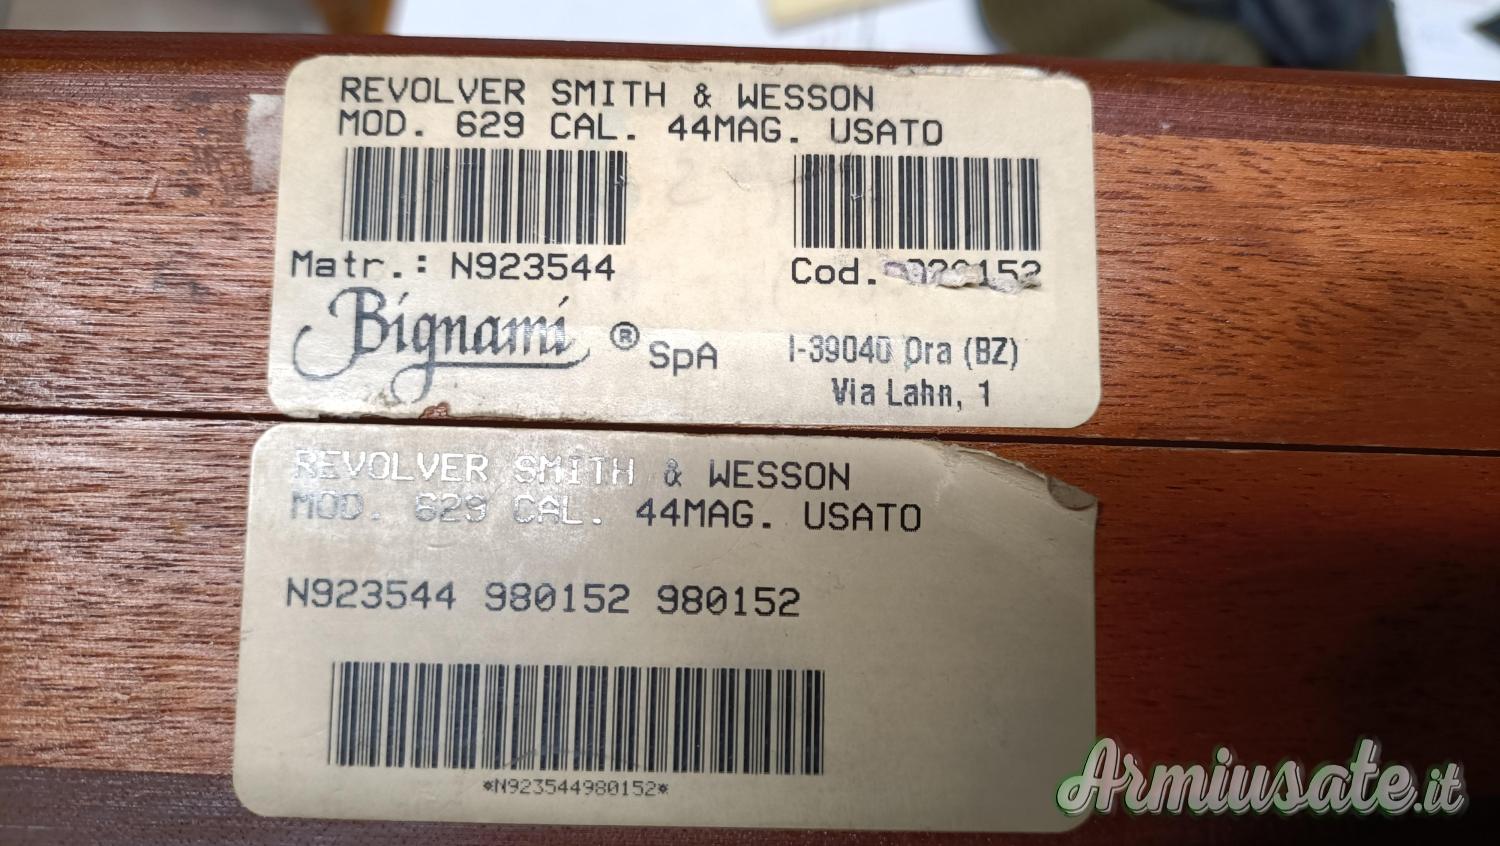 REVOLVER SMITH & WESSON
MOD. 629 CAL. 44MAG. USATO
Matr.: N923544
Cod.
Bignami ® SpA
I-39040 Ora (BZ)
Via Lahn, 1
REVOLVER SMITH & WESSON
MOD. 629 CAL. 44MAG. USATO
N923544 980152 980152
*N923544980152*
Armiusate.it